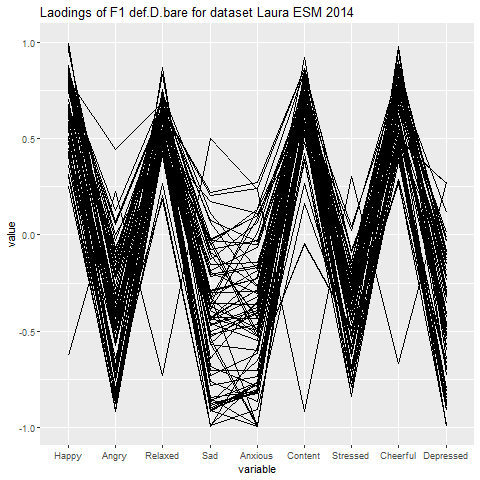 Laodings of F1 def.D.bare for dataset Laura ESM 2014
1.0
0.5
0.0
-0.5
-1.0
value
Happy Angry Relaxed Sad Anxious Content Stressed Cheerful Depressed
variable